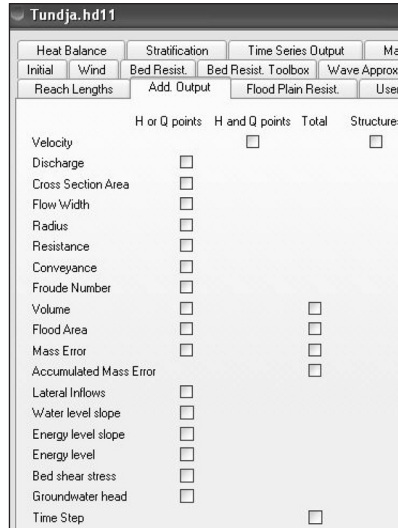 Tundja.hd11
Heat Balance Stratification Time Series Output Ma
Initial Wind Bed Resist. Bed Resist. Toolbox Wave Approx
Reach Lengths Add. Output Flood Plain Resist. User
H or Q points H and Q points Total Structures
Velocity
Discharge
Cross Section Area
Flow Width
Radius
Resistance
Conveyance
Froude Number
Volume
Flood Area
Mass Error
Accumulated Mass Error
Lateral Inflows
Water level slope
Energy level slope
Energy level
Bed shear stress
Groundwater head
Time Step